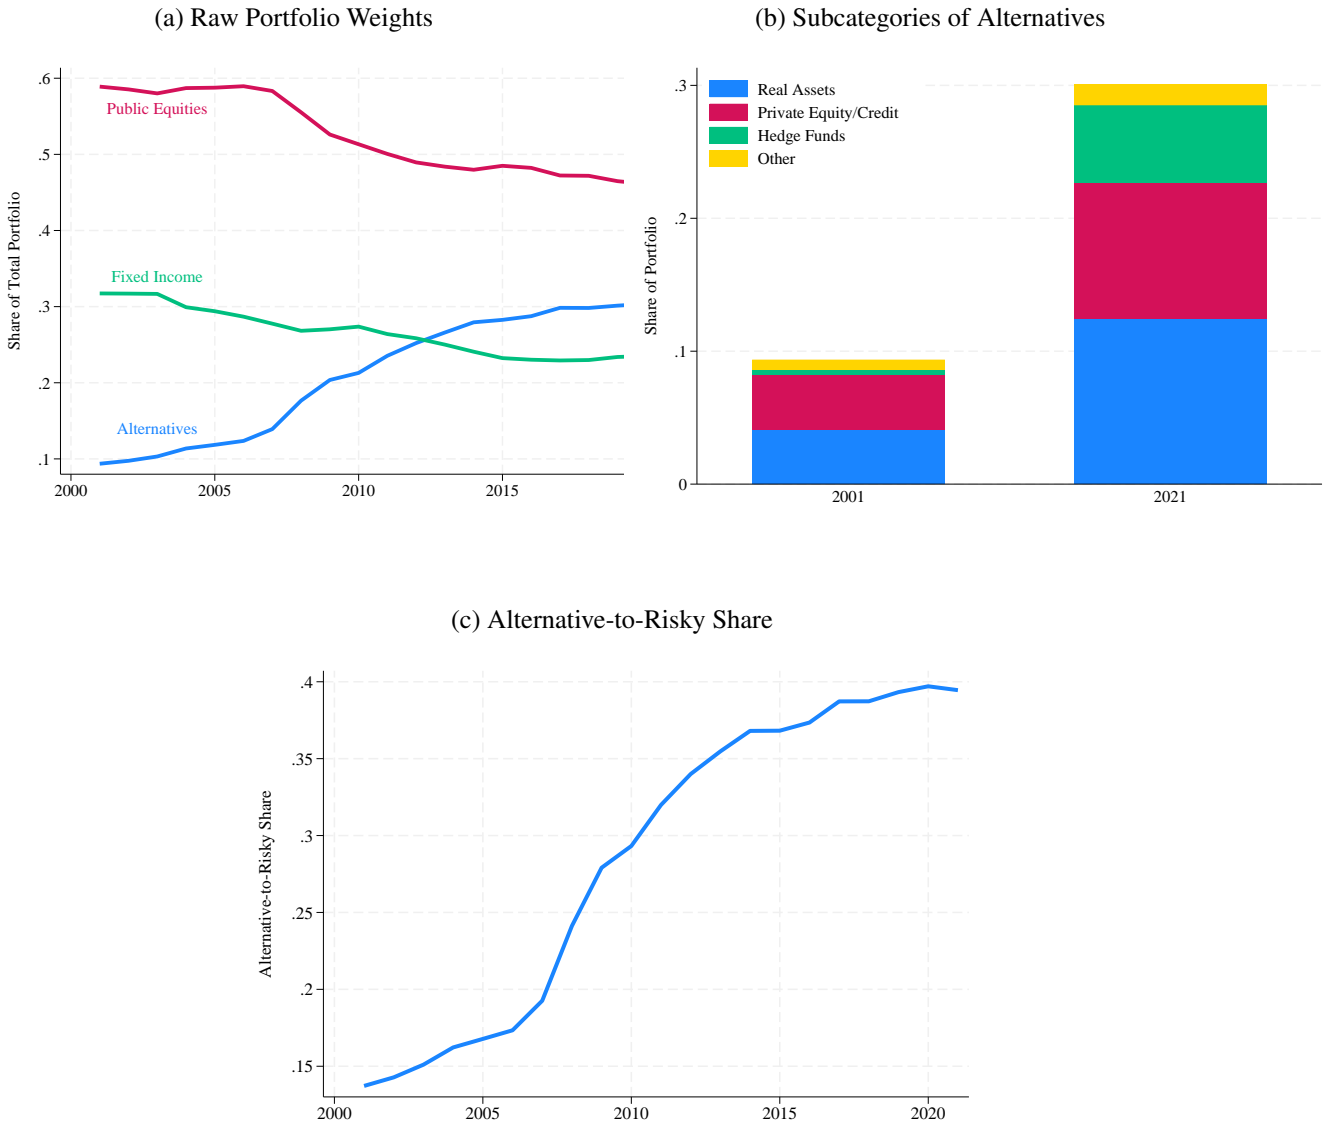 (a) Raw Portfolio Weights
Share of Total Portfolio
.6
.5
.4
.3
.2
.1
Public Equities
Fixed Income
Alternatives
2000 2005 2010 2015
(b) Subcategories of Alternatives
Share of Portfolio
.3
.2
.1
0
Real Assets
Private Equity/Credit
Hedge Funds
Other
2001 2021
(c) Alternative-to-Risky Share
Alternative-to-Risky Share
.4
.35
.3
.25
.2
.15
2000 2005 2010 2015 2020